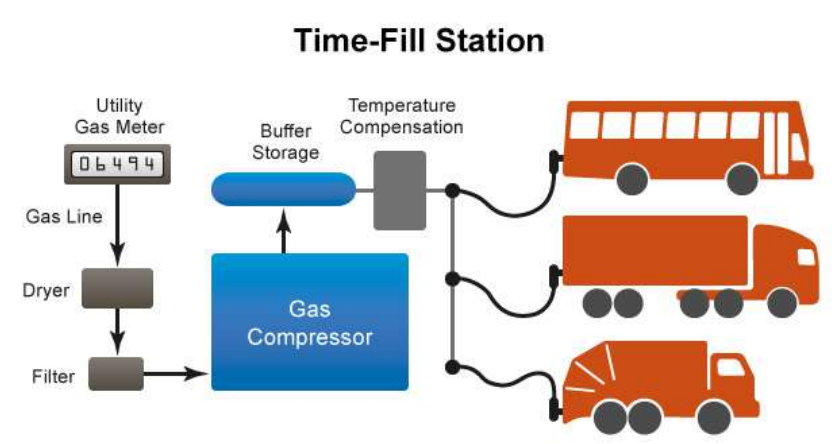 Time-Fill Station
Utility
Gas Meter
06494
Gas Line
Dryer
Filter
Buffer
Storage
Temperature
Compensation
Gas
Compressor